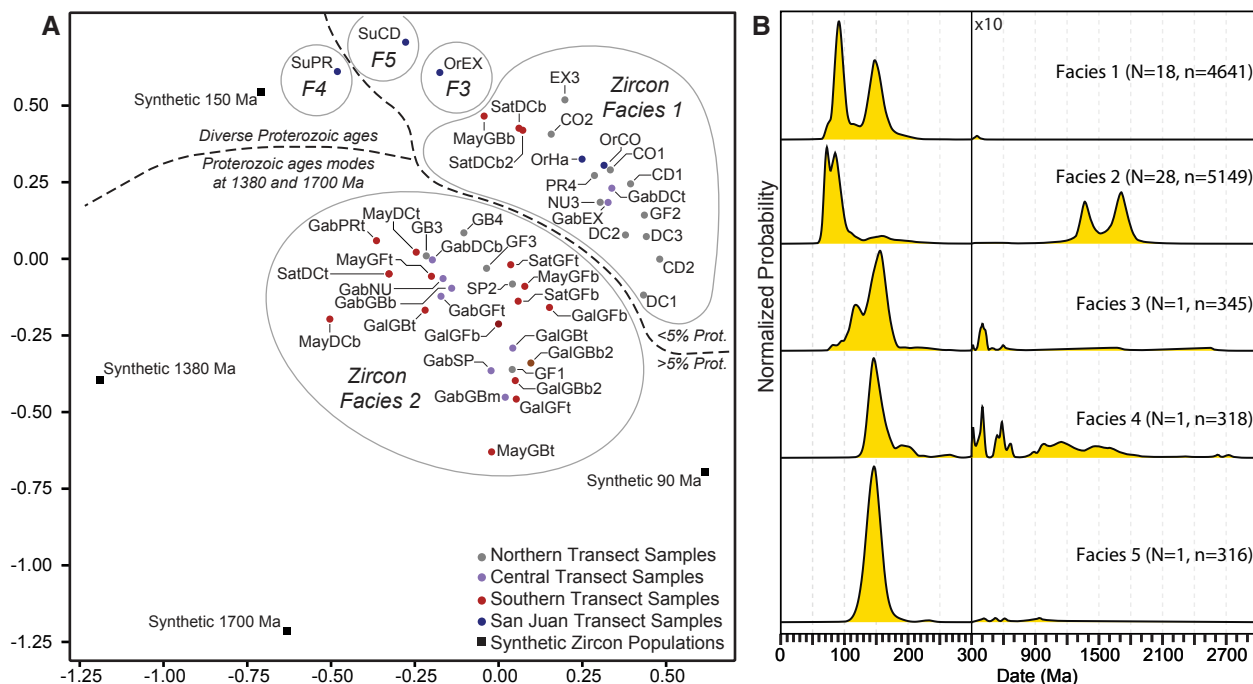 A
0.50
0.25
0.00
-0.25
-0.50
-0.75
-1.00
-1.25
-1.25
-1.00
-0.75
-0.50
-0.25
0.00
0.25
0.50
SuCD
F5
SuPR
F4
OrEX
F3
Synthetic 150 Ma
Diverse Proterozoic ages
Proterozoic ages modes
at 1380 and 1700 Ma
Zircon
Facies 1
EX3
SatDCb
CO2
MayGBb
SatDCb2
OrCO
OrHa
CO1
CD1
PR4
GabDCt
NU3
GabEX
GF2
DC2
DC3
CD2
DC1
<5% Prot.
>5% Prot.
MayDCt
GabPRt
GB3
GB4
GabDCb
GF3
MayGFt
SatGFt
SatDCt
MayGFb
GabNU
SP2
GabGBb
SatGFb
GabGFt
GalGFb
GalGBt
GalGFb
MayDCb
GalGBt
GabSP
GalGBb2
GF1
GalGBb2
GabGBm
GalGFt
Zircon
Facies 2
MayGBt
Synthetic 1380 Ma
Synthetic 90 Ma
Synthetic 1700 Ma
Northern Transect Samples
Central Transect Samples
Southern Transect Samples
San Juan Transect Samples
Synthetic Zircon Populations
B
x10
Normalized Probability
Facies 1 (N=18, n=4641)
Facies 2 (N=28, n=5149)
Facies 3 (N=1, n=345)
Facies 4 (N=1, n=318)
Facies 5 (N=1, n=316)
0
100
200
300
900
1500
2100
2700
Date (Ma)